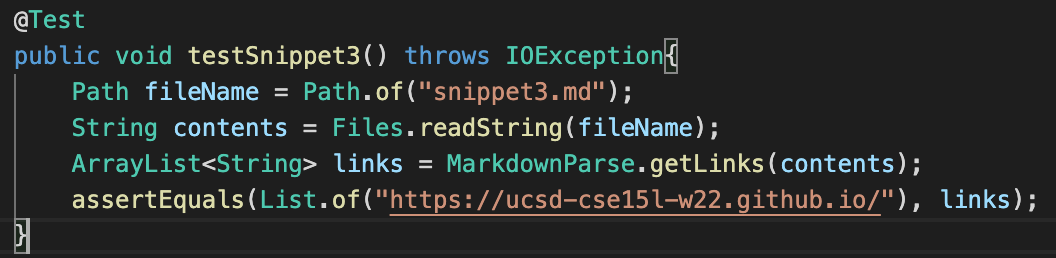 @Test
public void testSnippet3() throws IOException{
    Path fileName = Path.of("snippet3.md");
    String contents = Files.readString(fileName);
    ArrayList<String> links = MarkdownParse.getLinks(contents);
    assertEquals(List.of("https://ucsd-cse15l-w22.github.io/"), links);
}